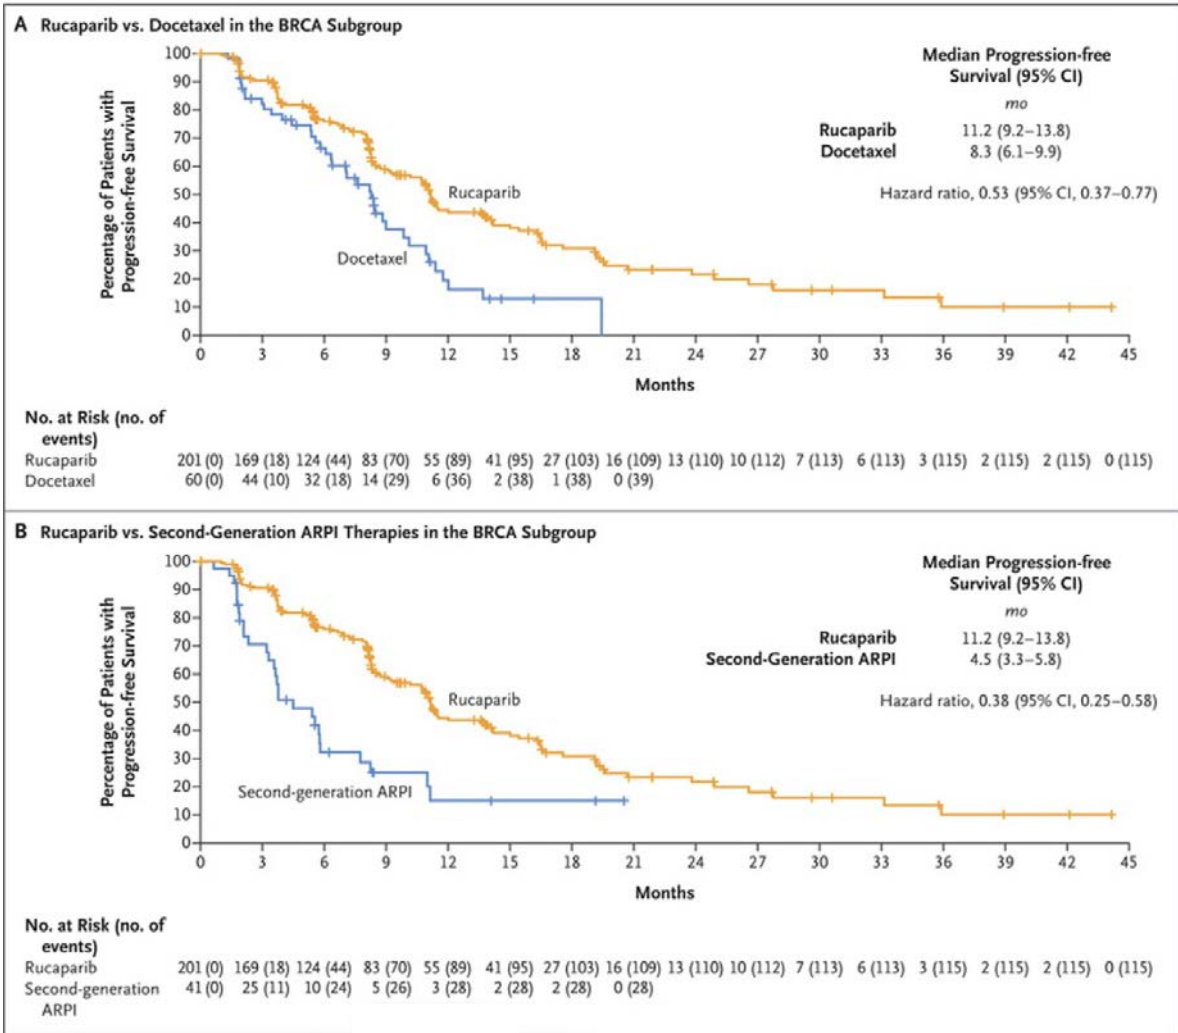 A Rucaparib vs. Docetaxel in the BRCA Subgroup
Percentage of Patients with
Progression-free Survival
100
90
80
70
60
50
40
30
20
10
0
Rucaparib
Docetaxel
Median Progression-free
Survival (95% CI)
mo
Rucaparib 11.2 (9.2–13.8)
Docetaxel 8.3 (6.1–9.9)
Hazard ratio, 0.53 (95% CI, 0.37–0.77)
0 3 6 9 12 15 18 21 24 27 30 33 36 39 42 45
Months
No. at Risk (no. of
events)
Rucaparib 201 (0) 169 (18) 124 (44) 83 (70) 55 (89) 41 (95) 27 (103) 16 (109) 13 (110) 10 (112) 7 (113) 6 (113) 3 (115) 2 (115) 2 (115) 0 (115)
Docetaxel 60 (0) 44 (10) 32 (18) 14 (29) 6 (36) 2 (38) 1 (38) 0 (39)
B Rucaparib vs. Second-Generation ARPI Therapies in the BRCA Subgroup
Percentage of Patients with
Progression-free Survival
100
90
80
70
60
50
40
30
20
10
0
Rucaparib
Second-generation ARPI
Median Progression-free
Survival (95% CI)
mo
Rucaparib 11.2 (9.2–13.8)
Second-Generation ARPI 4.5 (3.3–5.8)
Hazard ratio, 0.38 (95% CI, 0.25–0.58)
0 3 6 9 12 15 18 21 24 27 30 33 36 39 42 45
Months
No. at Risk (no. of
events)
Rucaparib 201 (0) 169 (18) 124 (44) 83 (70) 55 (89) 41 (95) 27 (103) 16 (109) 13 (110) 10 (112) 7 (113) 6 (113) 3 (115) 2 (115) 2 (115) 0 (115)
Second-generation 41 (0) 25 (11) 10 (24) 5 (26) 3 (28) 2 (28) 2 (28) 0 (28)
ARPI